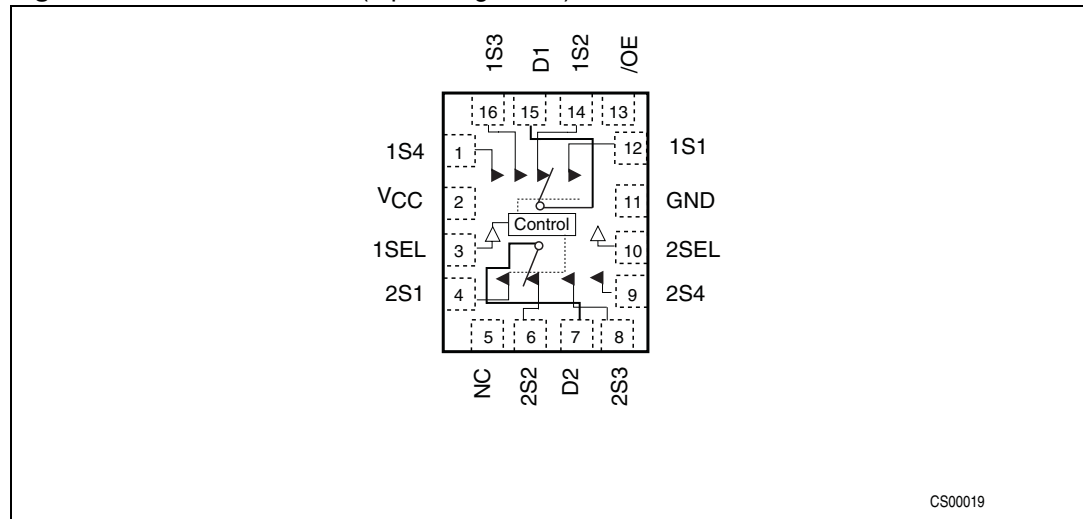 1S3 D1 1S2 /OE
16 15 14 13
1S4 1 12 1S1
VCC 2 11 GND
Control
1SEL 3 10 2SEL
2S1 4 9 2S4
5 6 7 8
NC 2S2 D2 2S3
CS00019